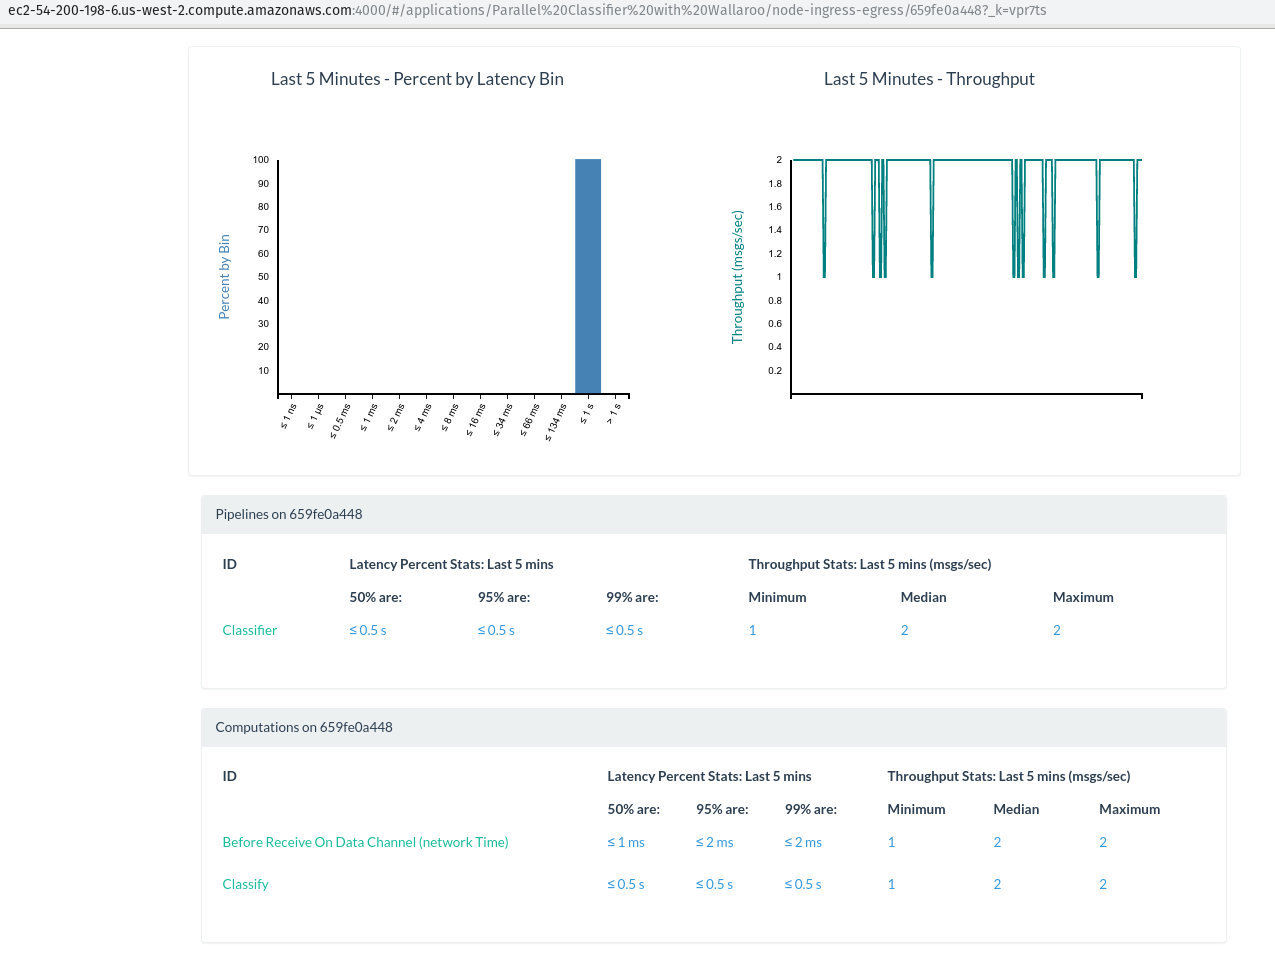 ec2-54-200-198-6.us-west-2.compute.amazonaws.com:4000/#/applications/Parallel%20Classifier%20with%20Wallaroo/node-ingress-egress/659fe0a448?_k=vpr7ts
Last 5 Minutes - Percent by Latency Bin
Percent by Bin
100
90
80
70
60
50
40
30
20
10
≤ 1 ns
≤ 1 µs
≤ 0.5 ms
≤ 1 ms
≤ 2 ms
≤ 4 ms
≤ 8 ms
≤ 16 ms
≤ 34 ms
≤ 66 ms
≤ 134 ms
≤ 1 s
> 1 s
Last 5 Minutes - Throughput
Throughput (msgs/sec)
2
1.8
1.6
1.4
1.2
1
0.8
0.6
0.4
0.2
Pipelines on 659fe0a448
ID Latency Percent Stats: Last 5 mins Throughput Stats: Last 5 mins (msgs/sec)
50% are: 95% are: 99% are: Minimum Median Maximum
Classifier ≤ 0.5 s ≤ 0.5 s ≤ 0.5 s 1 2 2
Computations on 659fe0a448
ID Latency Percent Stats: Last 5 mins Throughput Stats: Last 5 mins (msgs/sec)
50% are: 95% are: 99% are: Minimum Median Maximum
Before Receive On Data Channel (network Time) ≤ 1 ms ≤ 2 ms ≤ 2 ms 1 2 2
Classify ≤ 0.5 s ≤ 0.5 s ≤ 0.5 s 1 2 2